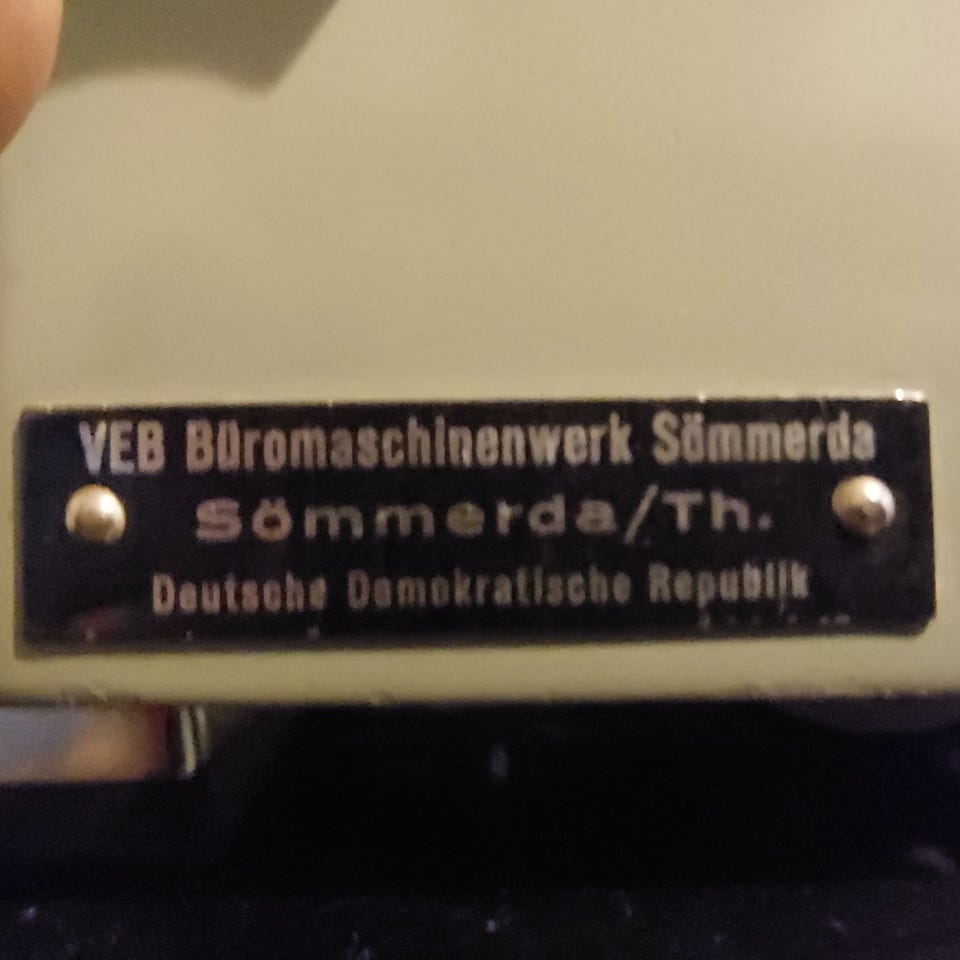 VEB Büromaschinenwerk Sömmerda
Sömmerda/Th.
Deutsche Demokratische Republik